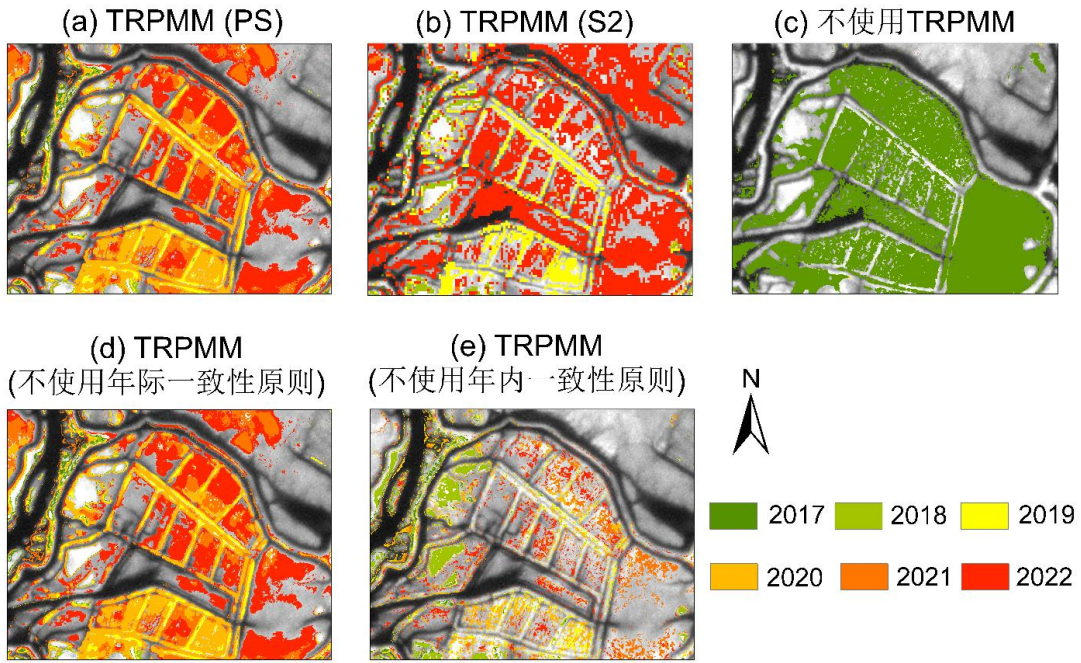 (a) TRPMM (PS)
(b) TRPMM (S2)
(c) 不使用TRPMM
(d) TRPMM
(不使用年际一致性原则)
(e) TRPMM
(不使用年内一致性原则)
N
2017
2018
2019
2020
2021
2022